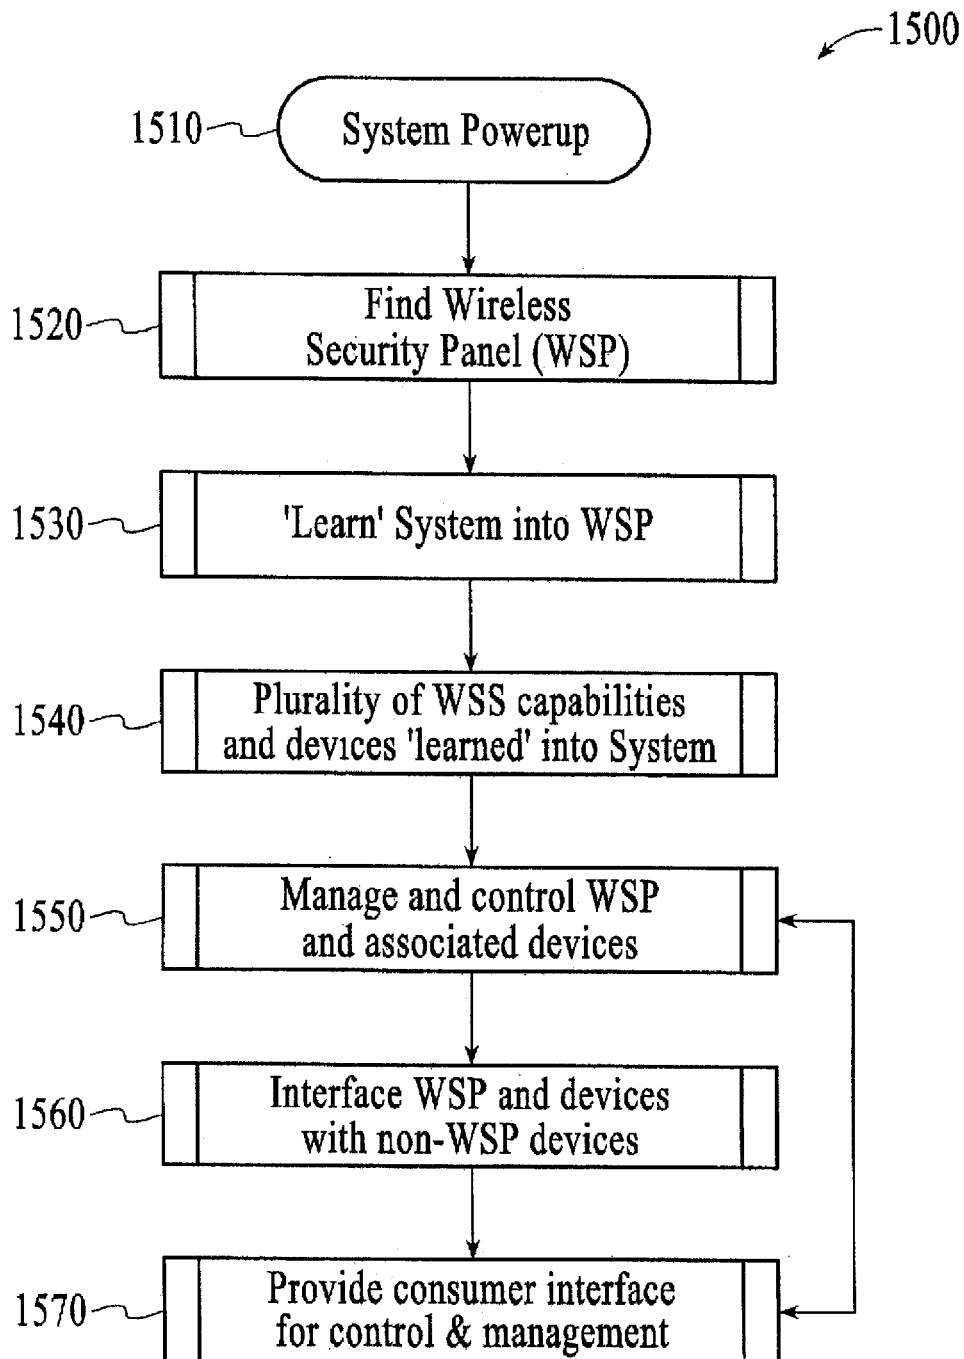 1500
1510
System Powerup
1520
Find Wireless
Security Panel (WSP)
1530
'Learn' System into WSP
1540
Plurality of WSS capabilities
and devices 'learned' into System
1550
Manage and control WSP
and associated devices
1560
Interface WSP and devices
with non-WSP devices
1570
Provide consumer interface
for control & management